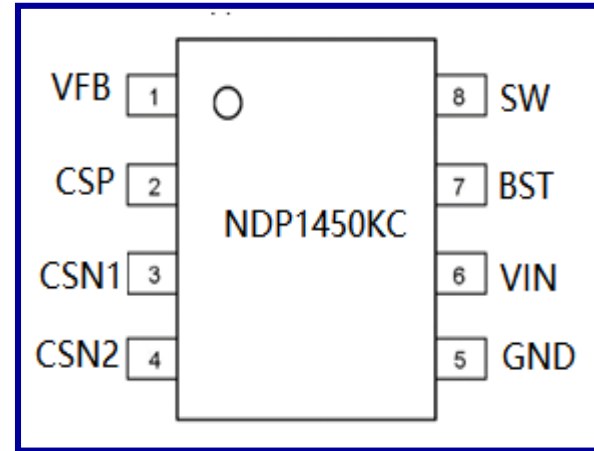 VFB 1 8 SW
CSP 2 7 BST
NDP1450KC
CSN1 3 6 VIN
CSN2 4 5 GND